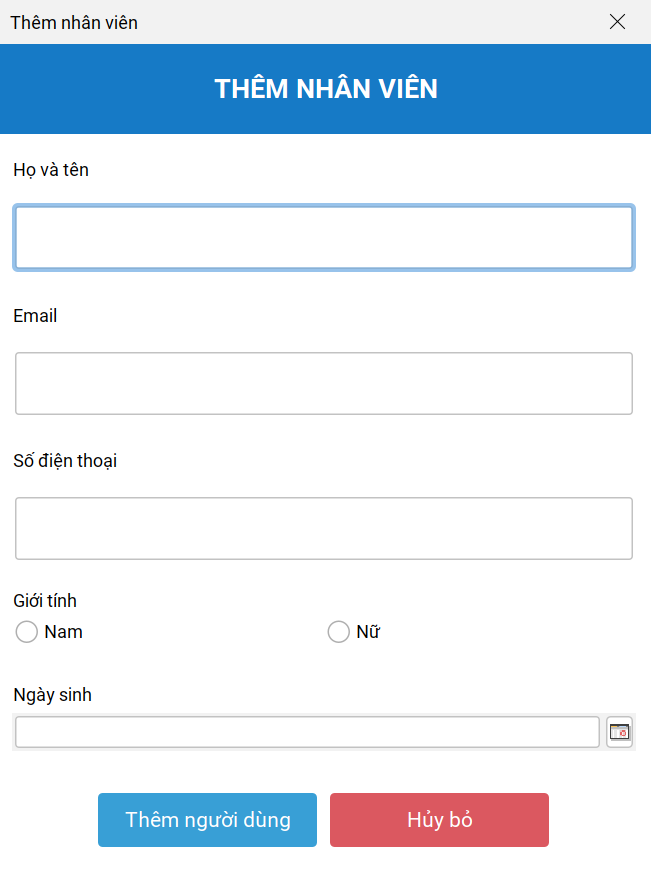 Thêm nhân viên
THÊM NHÂN VIÊN
Họ và tên
Email
Số điện thoại
Giới tính
Nam Nữ
Ngày sinh
Thêm người dùng Hủy bỏ